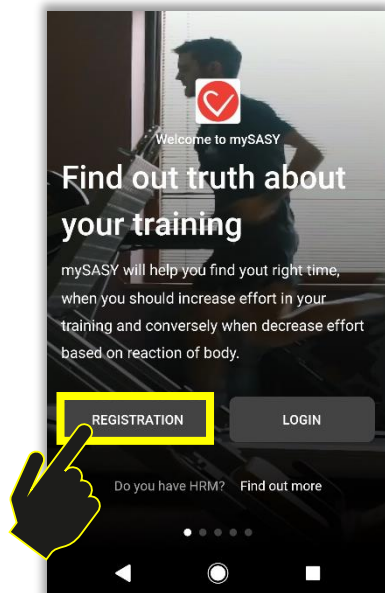 Welcome to mySASY
Find out truth about
your training
mySASY will help you find yout right time,
when you should increase effort in your
training and conversely when decrease effort
based on reaction of body.
REGISTRATION
LOGIN
Do you have HRM? Find out more